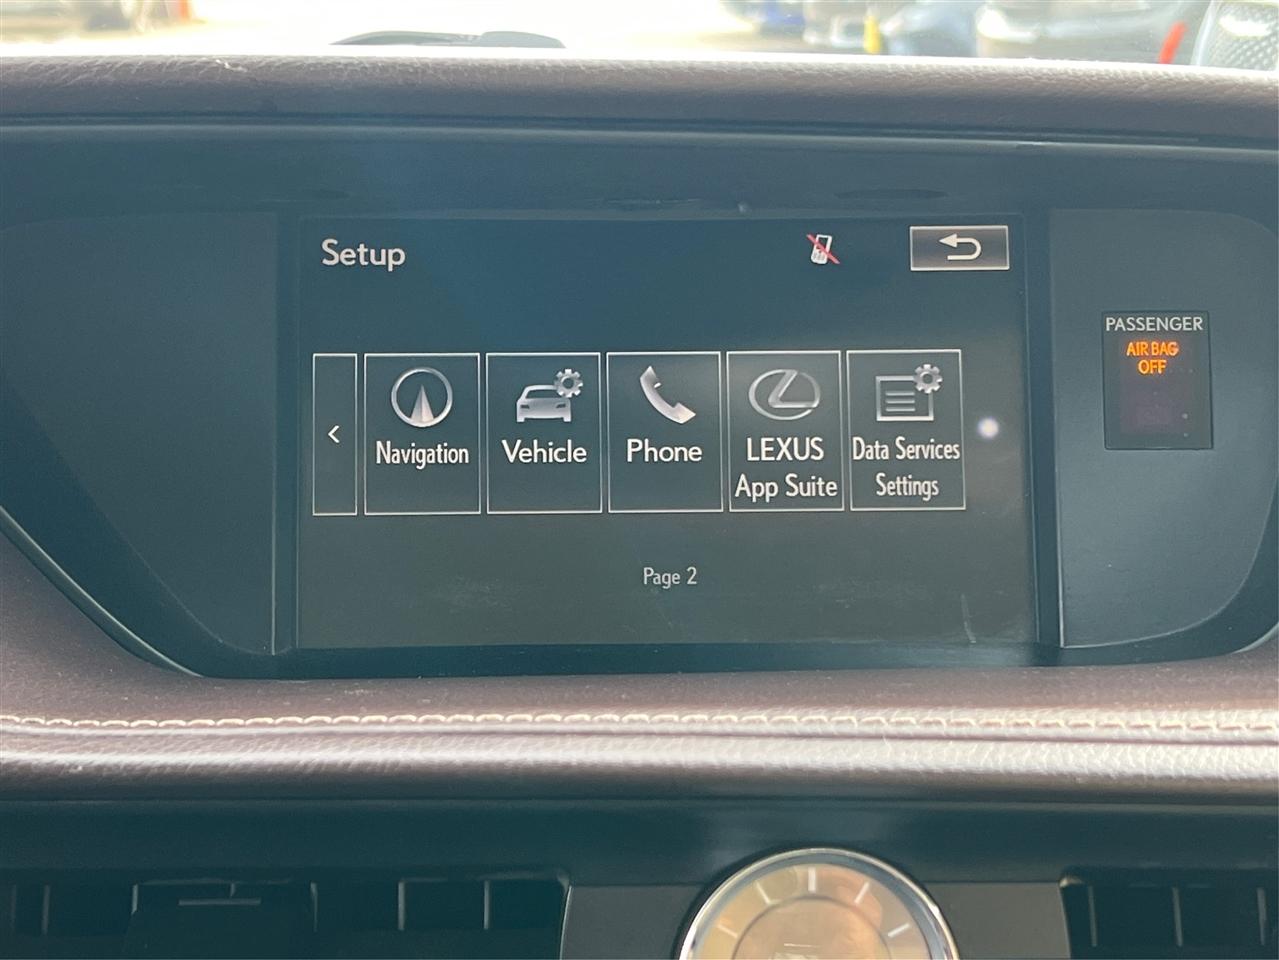 Setup
PASSENGER
AIR BAG
OFF
Navigation
Vehicle
Phone
LEXUS
App Suite
Data Services
Settings
Page 2